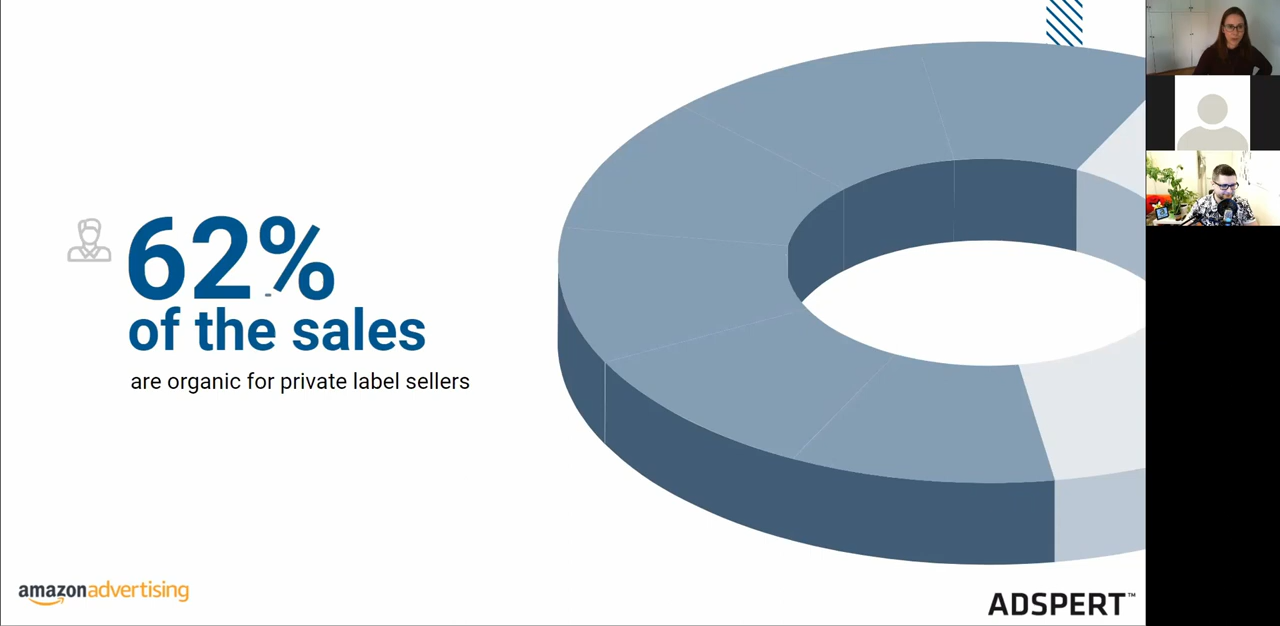 62%
of the sales
are organic for private label sellers
amazonadvertising
ADSPERT™